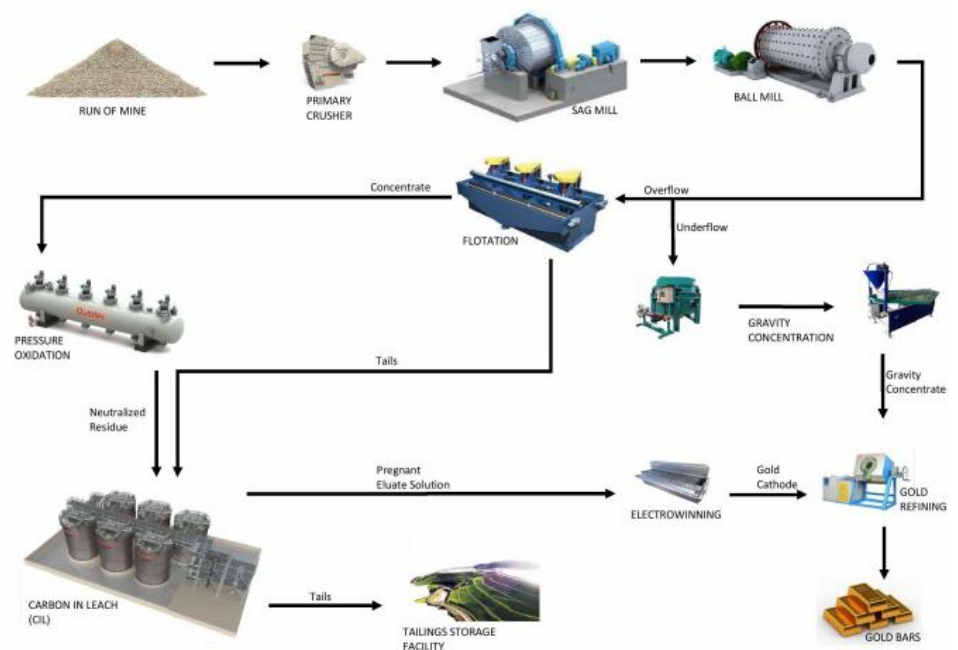 RUN OF MINE
PRIMARY
CRUSHER
SAG MILL
BALL MILL
Concentrate
Overflow
Underflow
FLOTATION
Outotec
PRESSURE
OXIDATION
GRAVITY
CONCENTRATION
Tails
Gravity
Concentrate
Neutralized
Residue
Pregnant
Eluate Solution
Gold
Cathode
ELECTROWINNING
GOLD
REFINING
CARBON IN LEACH
(CIL)
Tails
TAILINGS STORAGE
FACILITY
GOLD BARS